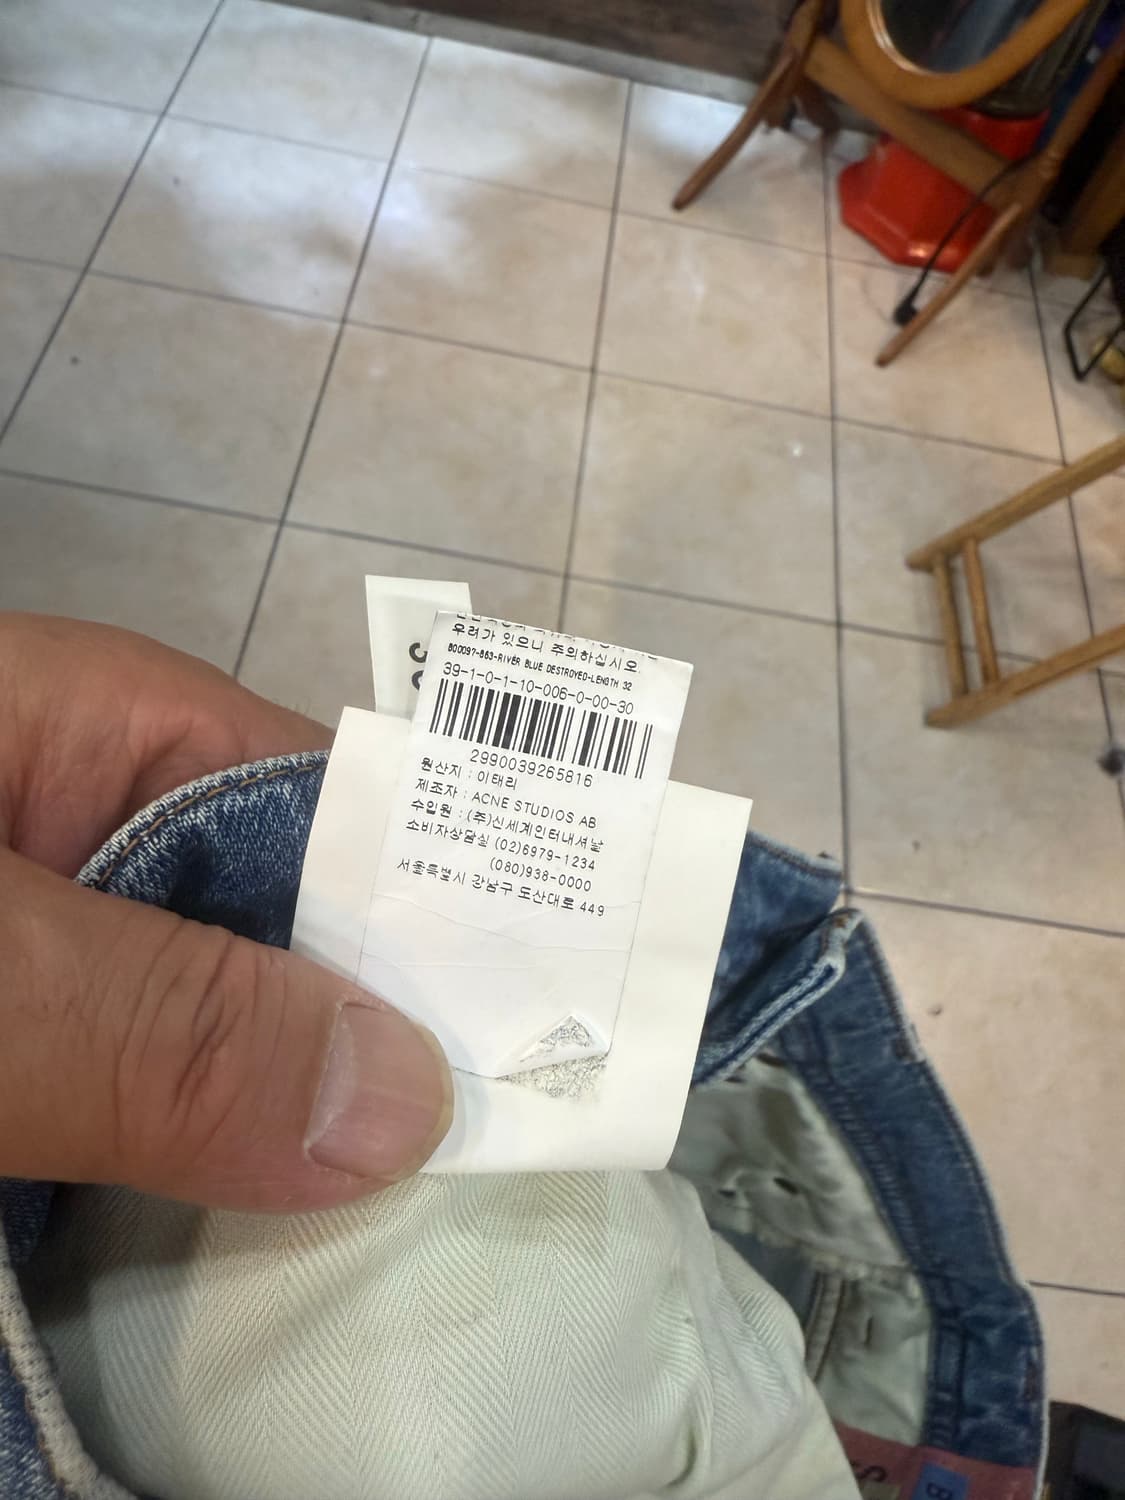 우려가 있으니 주의하십시오.
B00097-863-RIVER BLUE DESTROYED-LENGTH 32
39-1-0-1-10-006-0-00-30
2990039265816
원산지 : 이태리
제조자 : ACNE STUDIOS AB
수입원 : (주)신세계인터내셔날
소비자상담실 (02)6979-1234
(080)938-0000
서울특별시 강남구 도산대로 449